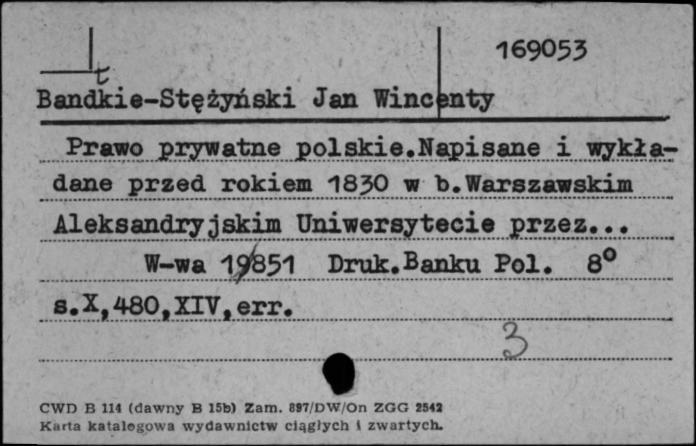 169053
t
Bandkie-Stężyński Jan Wincenty
Prawo prywatne polskie.Napisane i wykła-
dane przed rokiem 1830 w b.Warszawskim
Aleksandryjskim Uniwersytecie przez...
W-wa 19851 Druk.Banku Pol. 8°
s.X,480,XIV,err.
3
CWD B 114 (dawny B 15b) Zam. 897/DW/On ZGG 2542
Karta katalogowa wydawnictw ciągłych i zwartych.